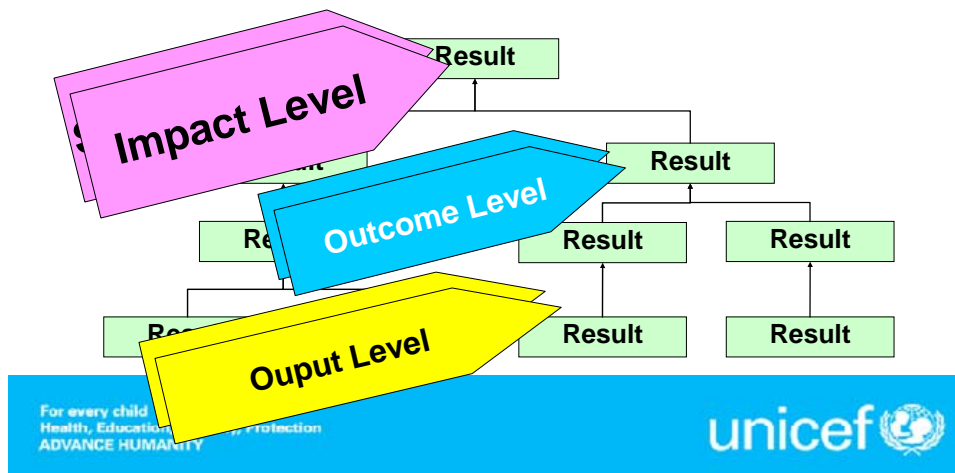 Result
Impact Level
Result
Outcome Level
Result
Result
Result
Result
Ouput Level
For every child
Health, Education, Protection
ADVANCE HUMANITY
unicef